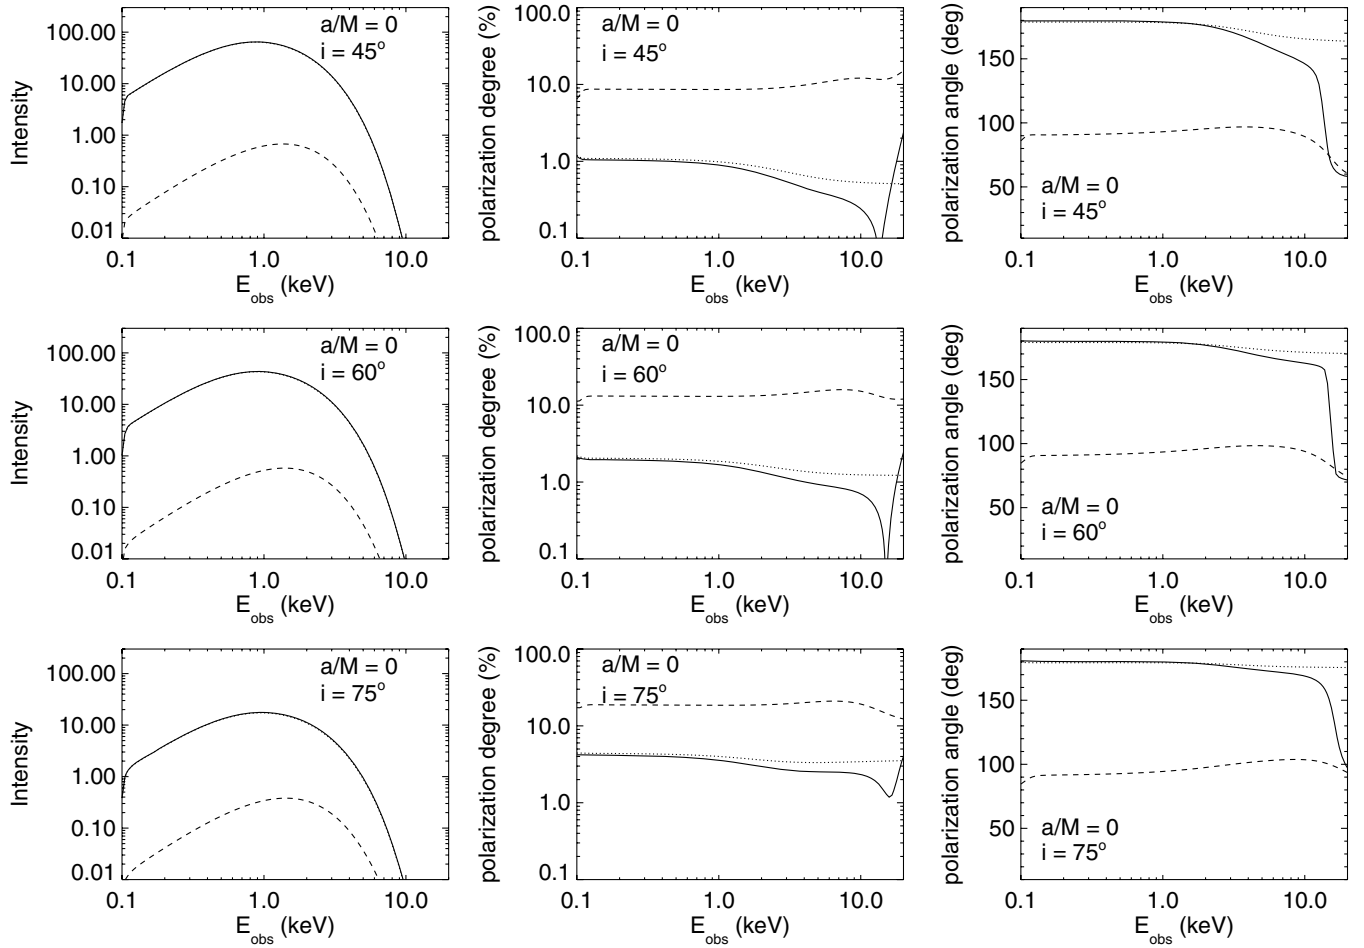 Intensity
100.00
10.00
1.00
0.10
0.01
a/M = 0
i = 45°
0.1
1.0
10.0
E_obs (keV)
polarization degree (%)
100.0
10.0
1.0
0.1
a/M = 0
i = 45°
0.1
1.0
10.0
E_obs (keV)
polarization angle (deg)
150
100
50
a/M = 0
i = 45°
0.1
1.0
10.0
E_obs (keV)
Intensity
100.00
10.00
1.00
0.10
0.01
a/M = 0
i = 60°
0.1
1.0
10.0
E_obs (keV)
polarization degree (%)
100.0
10.0
1.0
0.1
a/M = 0
i = 60°
0.1
1.0
10.0
E_obs (keV)
polarization angle (deg)
150
100
50
a/M = 0
i = 60°
0.1
1.0
10.0
E_obs (keV)
Intensity
100.00
10.00
1.00
0.10
0.01
a/M = 0
i = 75°
0.1
1.0
10.0
E_obs (keV)
polarization degree (%)
100.0
10.0
1.0
0.1
a/M = 0
i = 75°
0.1
1.0
10.0
E_obs (keV)
polarization angle (deg)
150
100
50
a/M = 0
i = 75°
0.1
1.0
10.0
E_obs (keV)